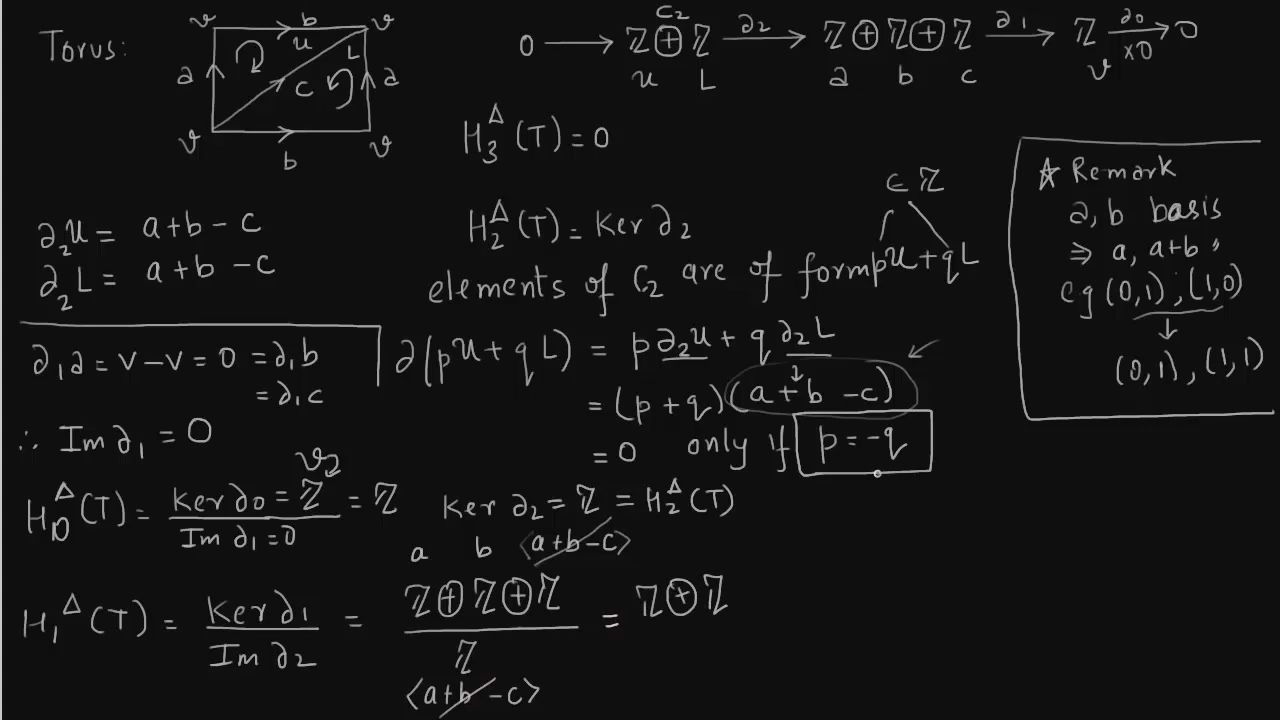 Torus:
v b v
u L
a c a
v v
b
C₂
0 → ℤ ⊕ ℤ —∂₂→ ℤ ⊕ ℤ ⊕ ℤ —∂₁→ ℤ —∂₀→ 0
×0
u L a b c v
H₃^Δ(T) = 0
H₂^Δ(T) = Ker ∂₂
∈ ℤ
elements of C₂ are of form pu + qL
∂₂u = a+b − c
∂₂L = a+b − c
∂₁a = v − v = 0 = ∂₁b
= ∂₁c
∴ Im ∂₁ = 0
∂(pu + qL) = p ∂₂u + q ∂₂L
= (p + q)(a + b − c)
= 0 only if p = −q
☆ Remark
a, b basis
⇒ a, a+b "
eg (0,1), (1,0)
↓
(0,1), (1,1)
v₂
H₀^Δ(T) = Ker ∂₀ = ℤ / Im ∂₁ = 0 = ℤ
Ker ∂₂ = ℤ = H₂^Δ(T)
a b ⟨a+b−c⟩
H₁^Δ(T) = Ker ∂₁ / Im ∂₂ = ℤ ⊕ ℤ ⊕ ℤ / ℤ = ℤ ⊕ ℤ
⟨a+b−c⟩